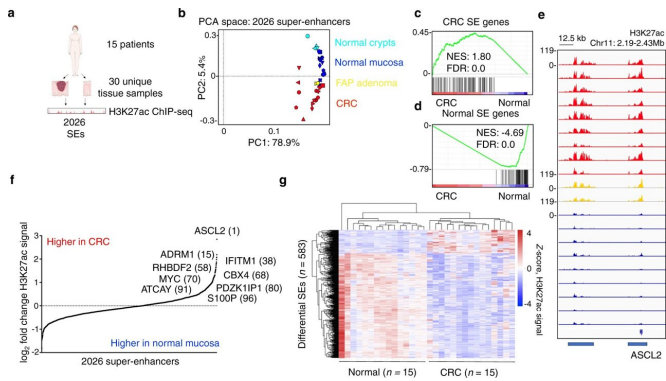 a
15 patients
30 unique
tissue samples
H3K27ac ChIP-seq
2026
SEs
b
PCA space: 2026 super-enhancers
0.3
0
-0.3
PC2: 5.4%
0
0.1
PC1: 78.9%
Normal crypts
Normal mucosa
FAP adenoma
CRC
c
CRC SE genes
0.45
0
NES: 1.80
FDR: 0.0
CRC
Normal
d
Normal SE genes
0
-0.79
NES: -4.69
FDR: 0.0
CRC
Normal
e
12.5 kb
H3K27ac
Chr11: 2.19-2.43Mb
119
0
119
0
119
0
ASCL2
f
log2 fold change H3K27ac signal
3
2
1
0
-1
-2
Higher in CRC
ASCL2 (1)
ADRM1 (15)
IFITM1 (38)
RHBDF2 (58)
CBX4 (68)
MYC (70)
PDZK1IP1 (80)
ATCAY (91)
S100P (96)
Higher in normal mucosa
2026 super-enhancers
g
Differential SEs (n = 583)
4
2
0
-2
-4
Z-score, H3K27ac
signal
Normal (n = 15)
CRC (n = 15)